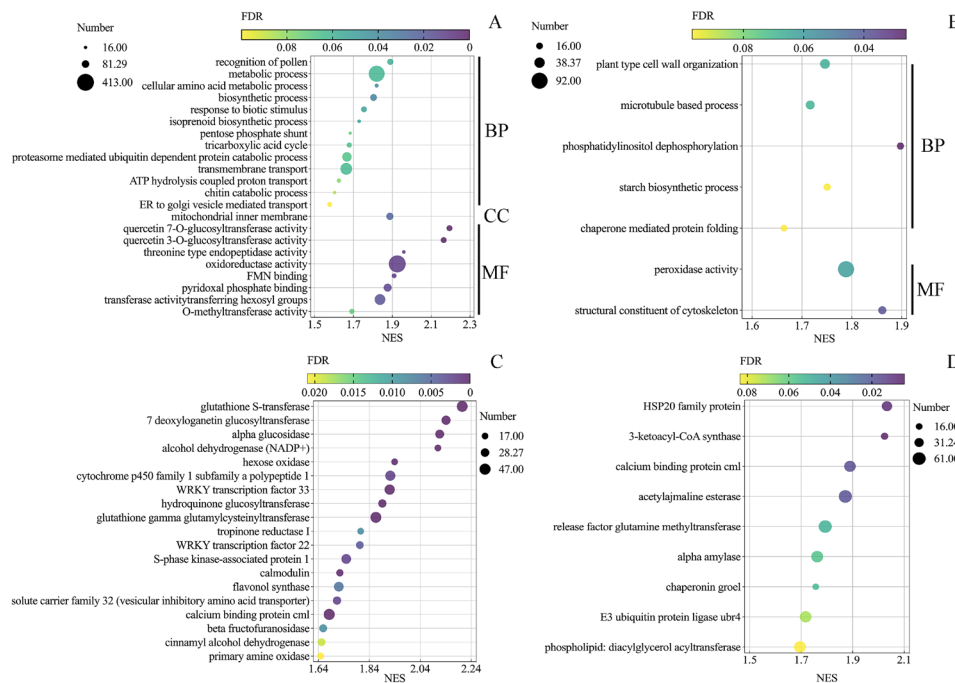 A
FDR
0.08 0.06 0.04 0.02 0
Number
16.00
81.29
413.00
recognition of pollen
metabolic process
cellular amino acid metabolic process
biosynthetic process
response to biotic stimulus
isoprenoid biosynthetic process
pentose phosphate shunt
tricarboxylic acid cycle
proteasome mediated ubiquitin dependent protein catabolic process
transmembrane transport
ATP hydrolysis coupled proton transport
chitin catabolic process
ER to golgi vesicle mediated transport
mitochondrial inner membrane
quercetin 7-O-glucosyltransferase activity
quercetin 3-O-glucosyltransferase activity
threonine type endopeptidase activity
oxidoreductase activity
FMN binding
pyridoxal phosphate binding
transferase activitytransferring hexosyl groups
O-methyltransferase activity
BP
CC
MF
1.5 1.7 1.9 2.1 2.3
NES
FDR
0.08 0.06 0.04
Number
16.00
38.37
92.00
plant type cell wall organization
microtubule based process
phosphatidylinositol dephosphorylation
starch biosynthetic process
chaperone mediated protein folding
peroxidase activity
structural constituent of cytoskeleton
BP
MF
1.6 1.7 1.8 1.9
NES
C
FDR
0.020 0.015 0.010 0.005 0
glutathione S-transferase
7 deoxyloganetin glucosyltransferase
alpha glucosidase
alcohol dehydrogenase (NADP+)
hexose oxidase
cytochrome p450 family 1 subfamily a polypeptide 1
WRKY transcription factor 33
hydroquinone glucosyltransferase
glutathione gamma glutamylcysteinyltransferase
tropinone reductase I
WRKY transcription factor 22
S-phase kinase-associated protein 1
calmodulin
flavonol synthase
solute carrier family 32 (vesicular inhibitory amino acid transporter)
calcium binding protein cml
beta fructofuranosidase
cinnamyl alcohol dehydrogenase
primary amine oxidase
Number
17.00
28.27
47.00
1.64 1.84 2.04 2.24
NES
D
FDR
0.08 0.06 0.04 0.02
HSP20 family protein
3-ketoacyl-CoA synthase
calcium binding protein cml
acetylajmaline esterase
release factor glutamine methyltransferase
alpha amylase
chaperonin groel
E3 ubiquitin protein ligase ubr4
phospholipid: diacylglycerol acyltransferase
Number
16.00
31.24
61.00
1.7 1.9 2.1
NES